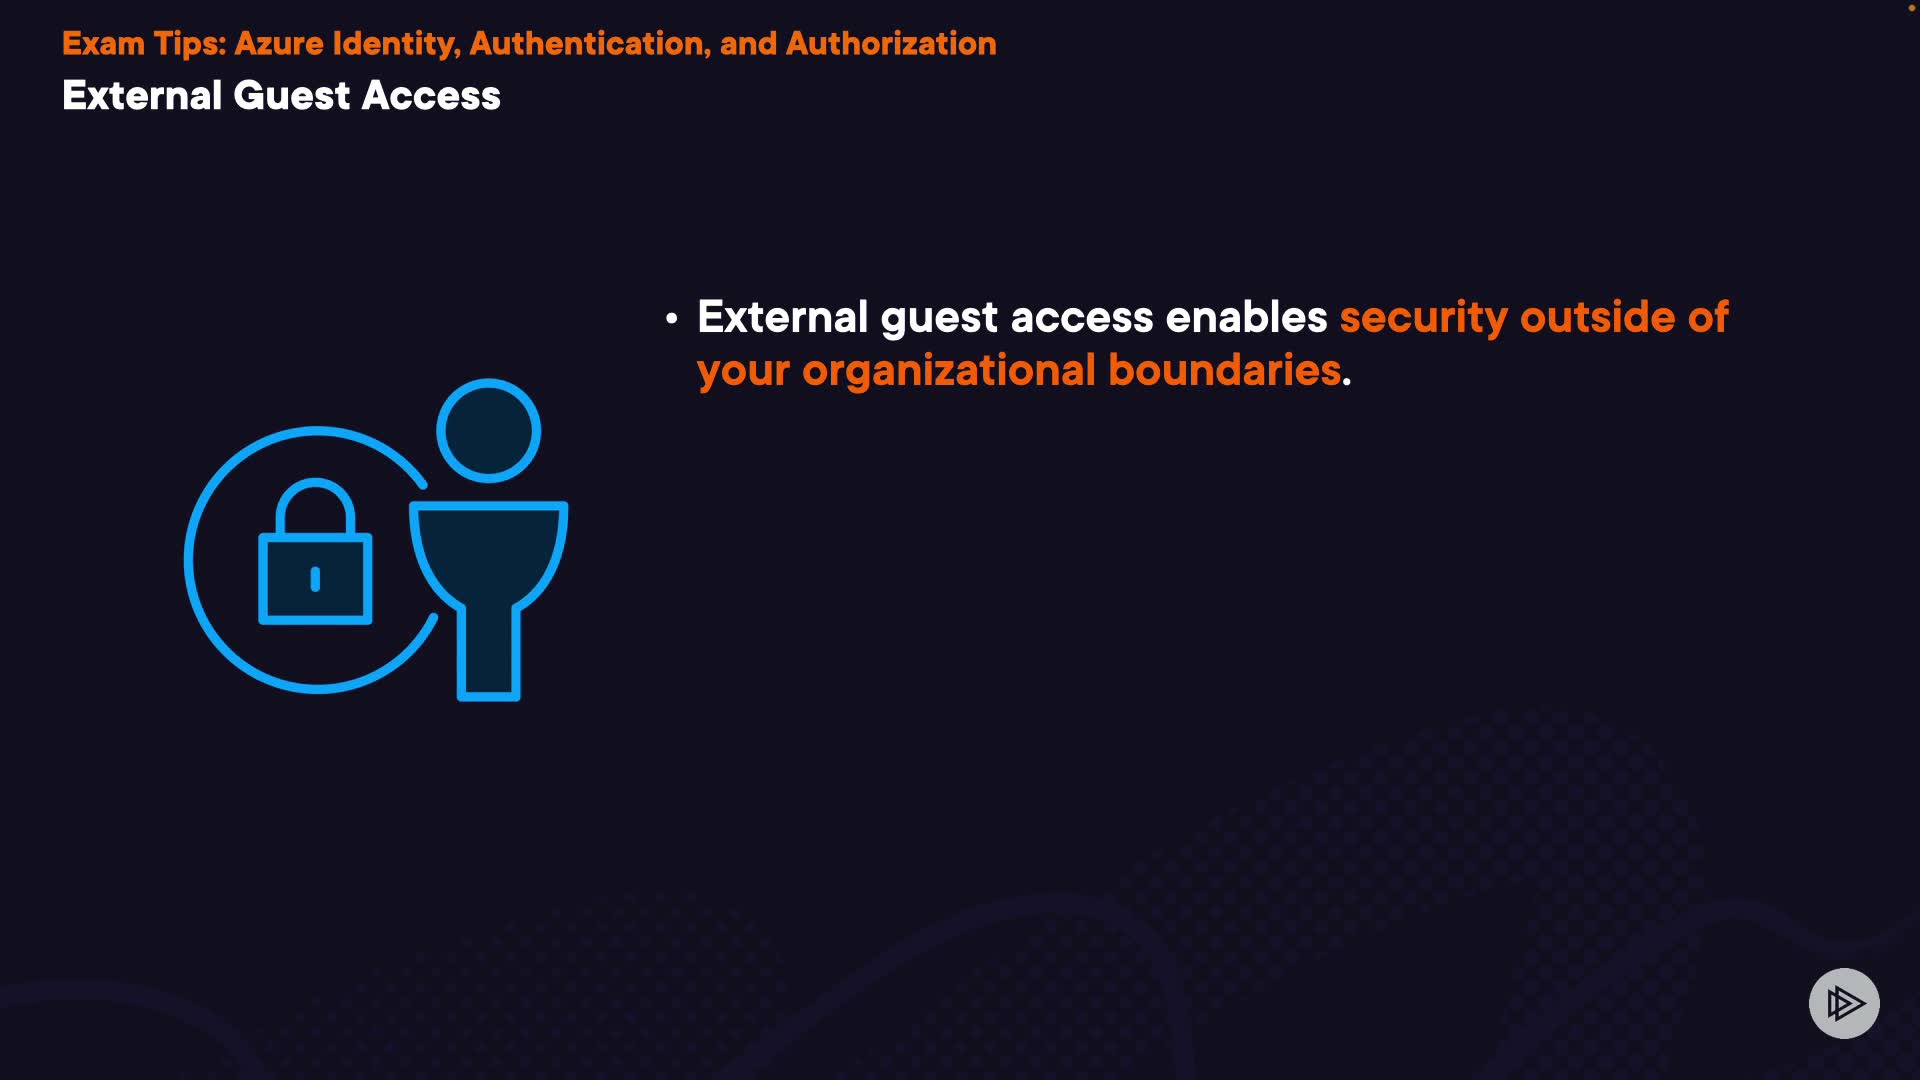 Exam Tips: Azure Identity, Authentication, and Authorization
External Guest Access
• External guest access enables security outside of
your organizational boundaries.